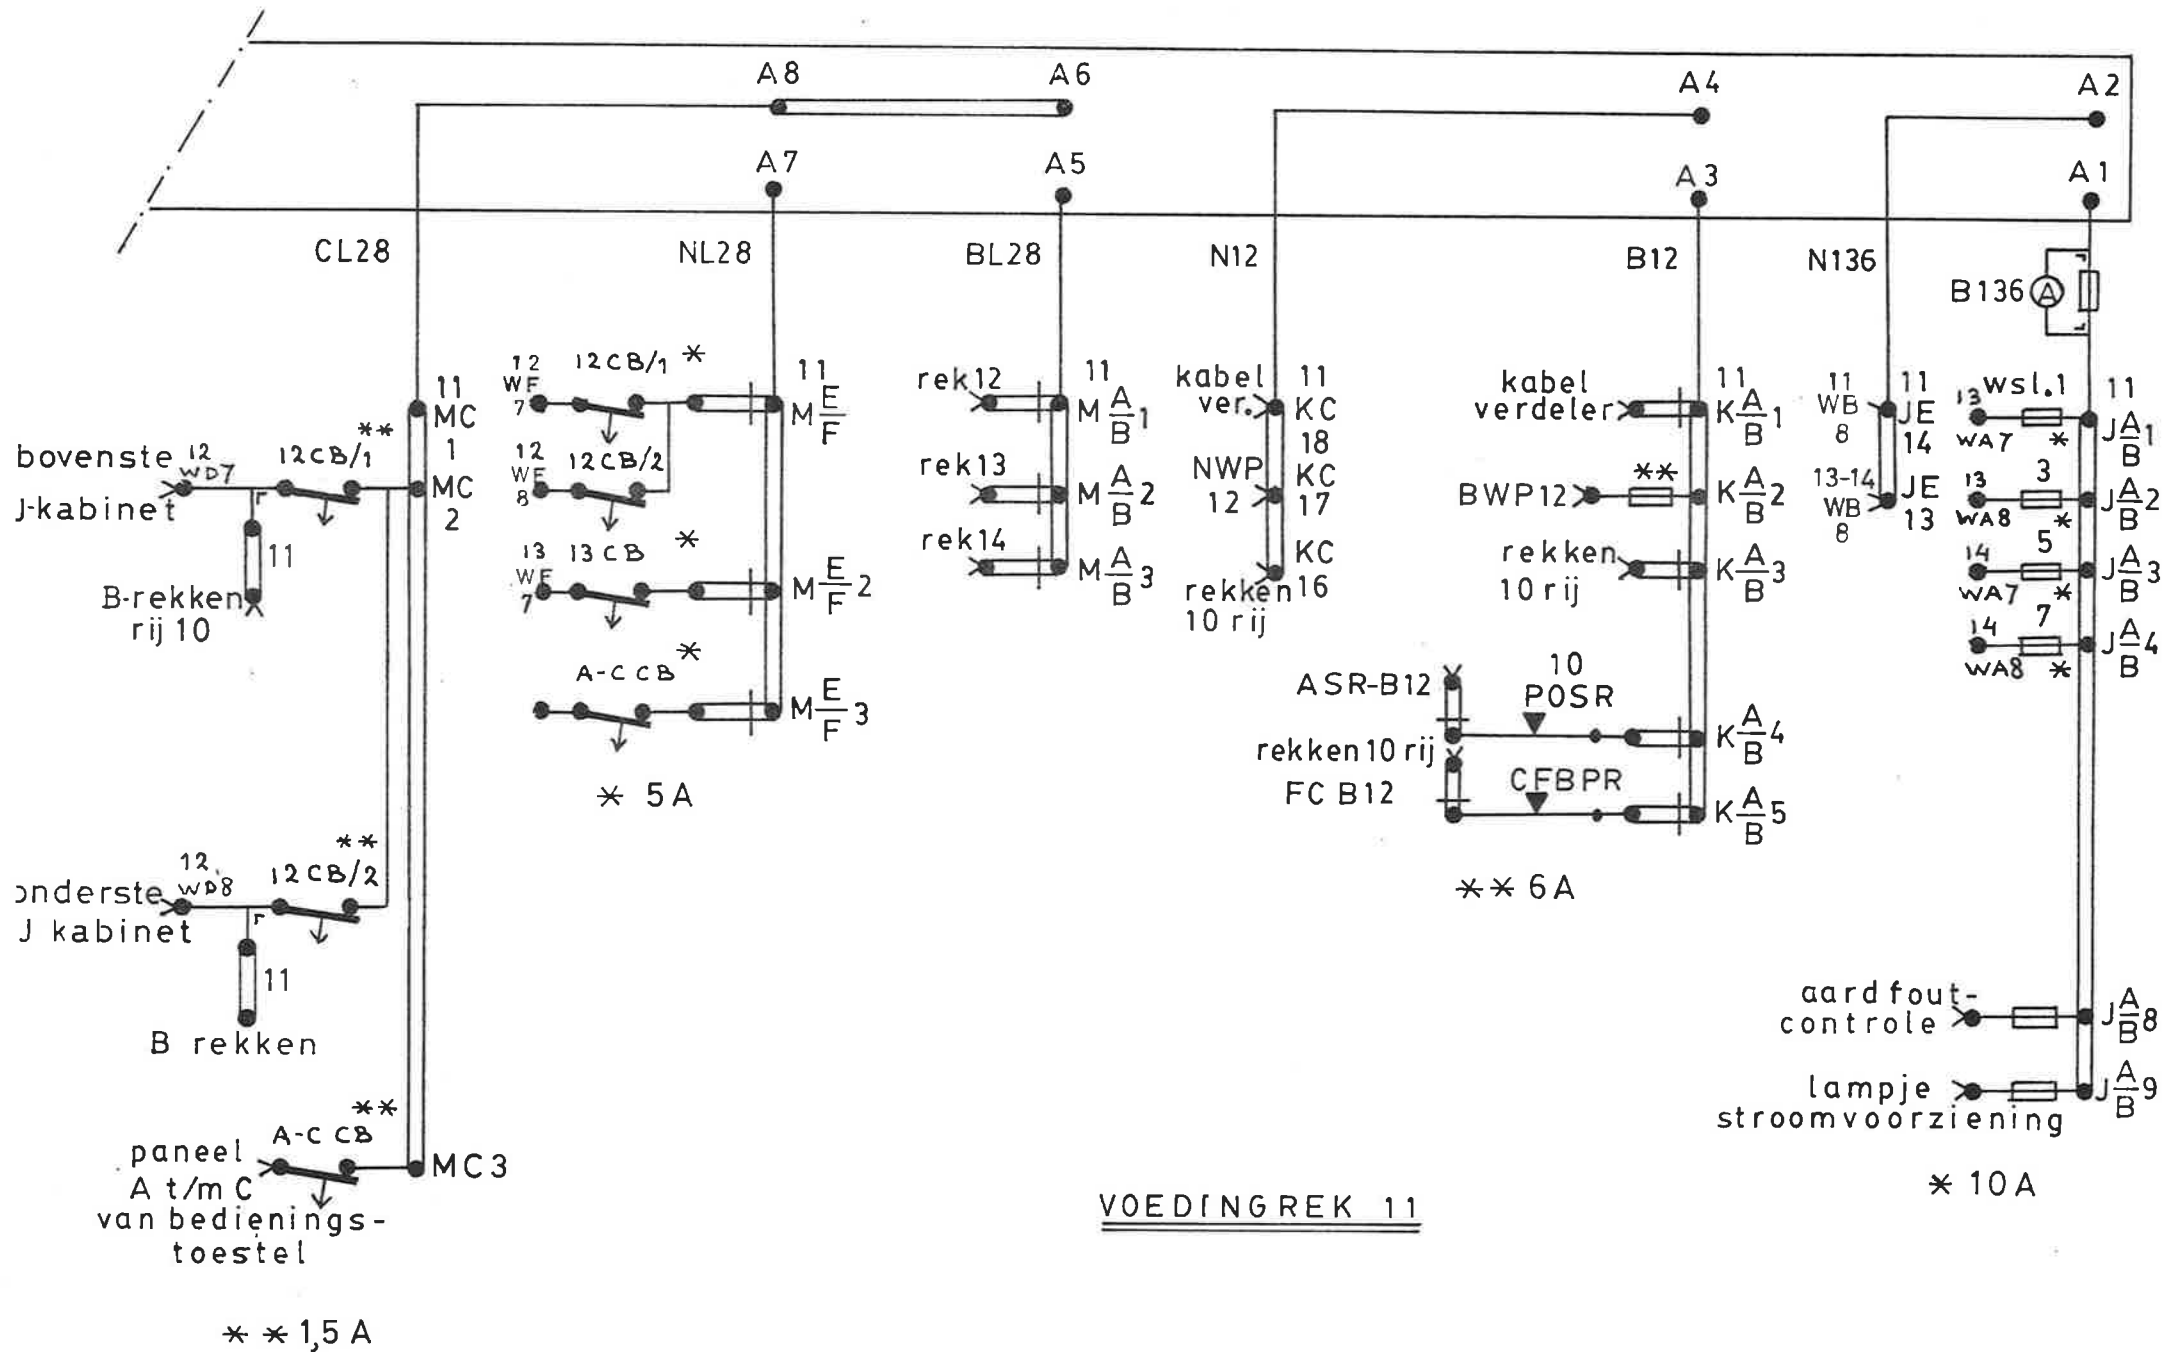 A8
A6
A4
A2
A7
A5
A3
A1
CL28
NL28
BL28
N12
B12
N136
B136
A
11
MC
1
MC
2
**
12CB/1
12
WD7
bovenste
J-kabinet
r
11
B-rekken
rij 10
**
12CB/2
12
WD8
onderste
J kabinet
r
11
B rekken
**
A-C CB
MC3
paneel
A t/m C
van bedienings-
toestel
** 1,5 A
12
WF
7
12CB/1 *
11
M E/F
12
WF
8
12CB/2
13
WF
7
13 CB *
M E/F 2
A-C CB *
M E/F 3
* 5A
rek12
11
M A/B 1
rek13
M A/B 2
rek14
M A/B 3
kabel
ver.
11
KC
18
NWP
12
KC
17
KC
16
rekken
10 rij
kabel
verdeler
11
K A/B 1
BWP12
**
K A/B 2
rekken
10 rij
K A/B 3
ASR-B12
10
POSR
K A/B 4
rekken 10 rij
FC B12
CFBPR
K A/B 5
** 6A
11
WB
8
11
JE
14
13-14
WB
8
JE
13
13
WA7
wsl.1
*
11
J A/B 1
13
WA8
3
*
J A/B 2
14
WA7
5
*
J A/B 3
14
WA8
7
*
J A/B 4
aardfout-
controle
J A/B 8
lampje
stroomvoorziening
J A/B 9
* 10A
VOEDINGREK 11